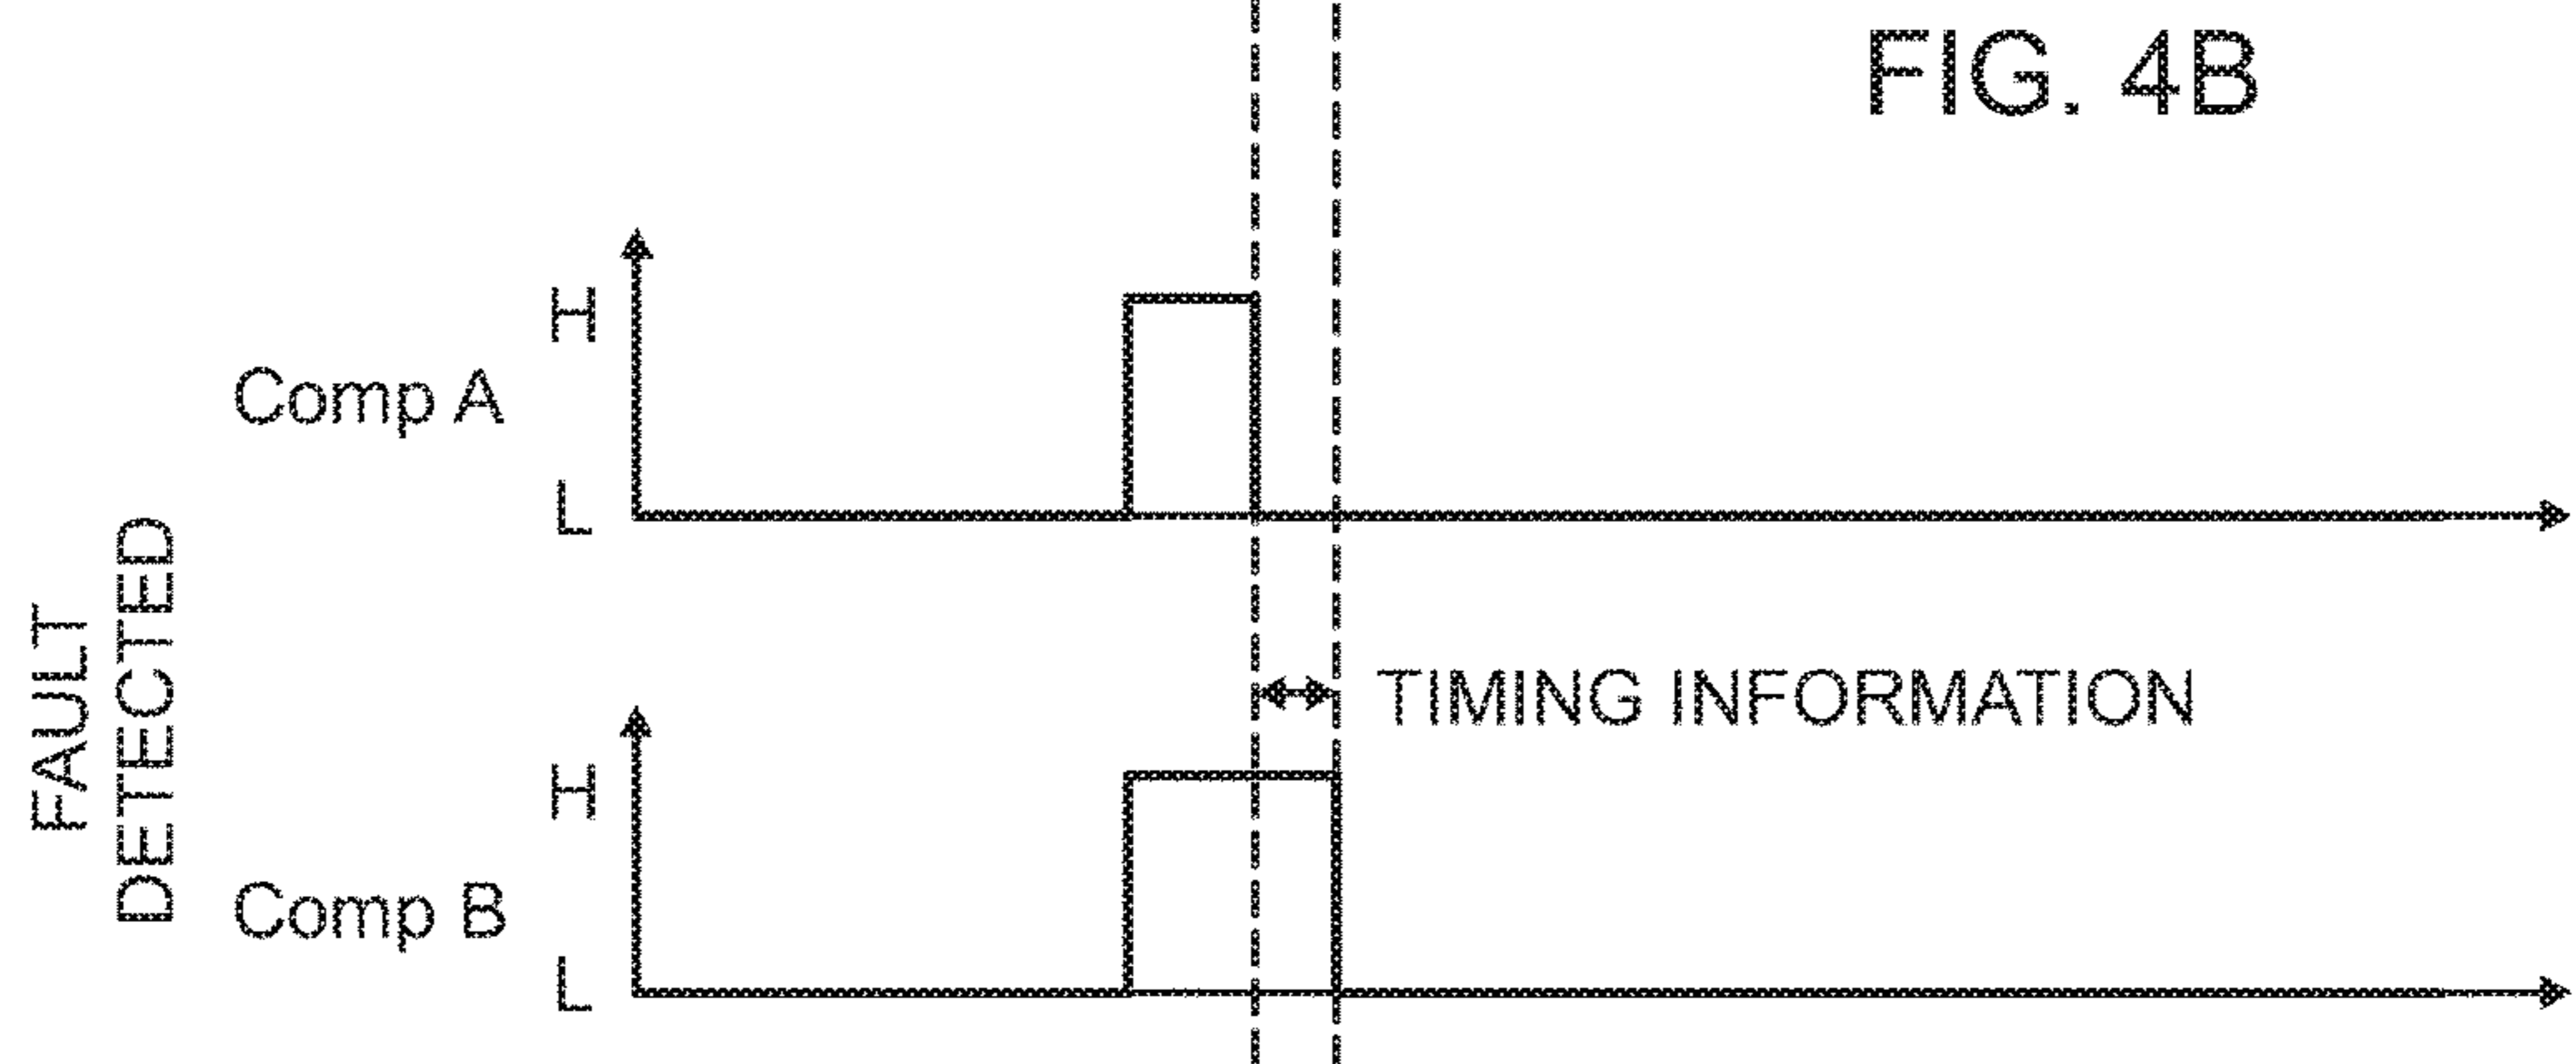 FIG. 4B
H
Comp A
L
FAULT
DETECTED
TIMING INFORMATION
H
Comp B
L